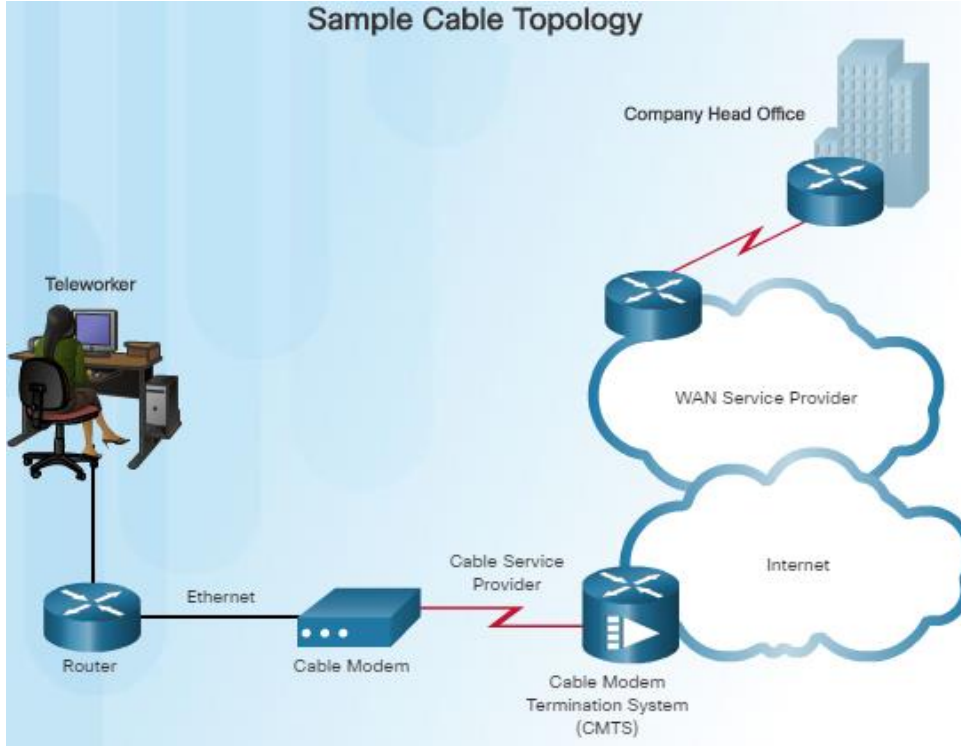 Sample Cable Topology
Company Head Office
Teleworker
WAN Service Provider
Internet
Cable Service
Provider
Ethernet
Router
Cable Modem
Cable Modem
Termination System
(CMTS)